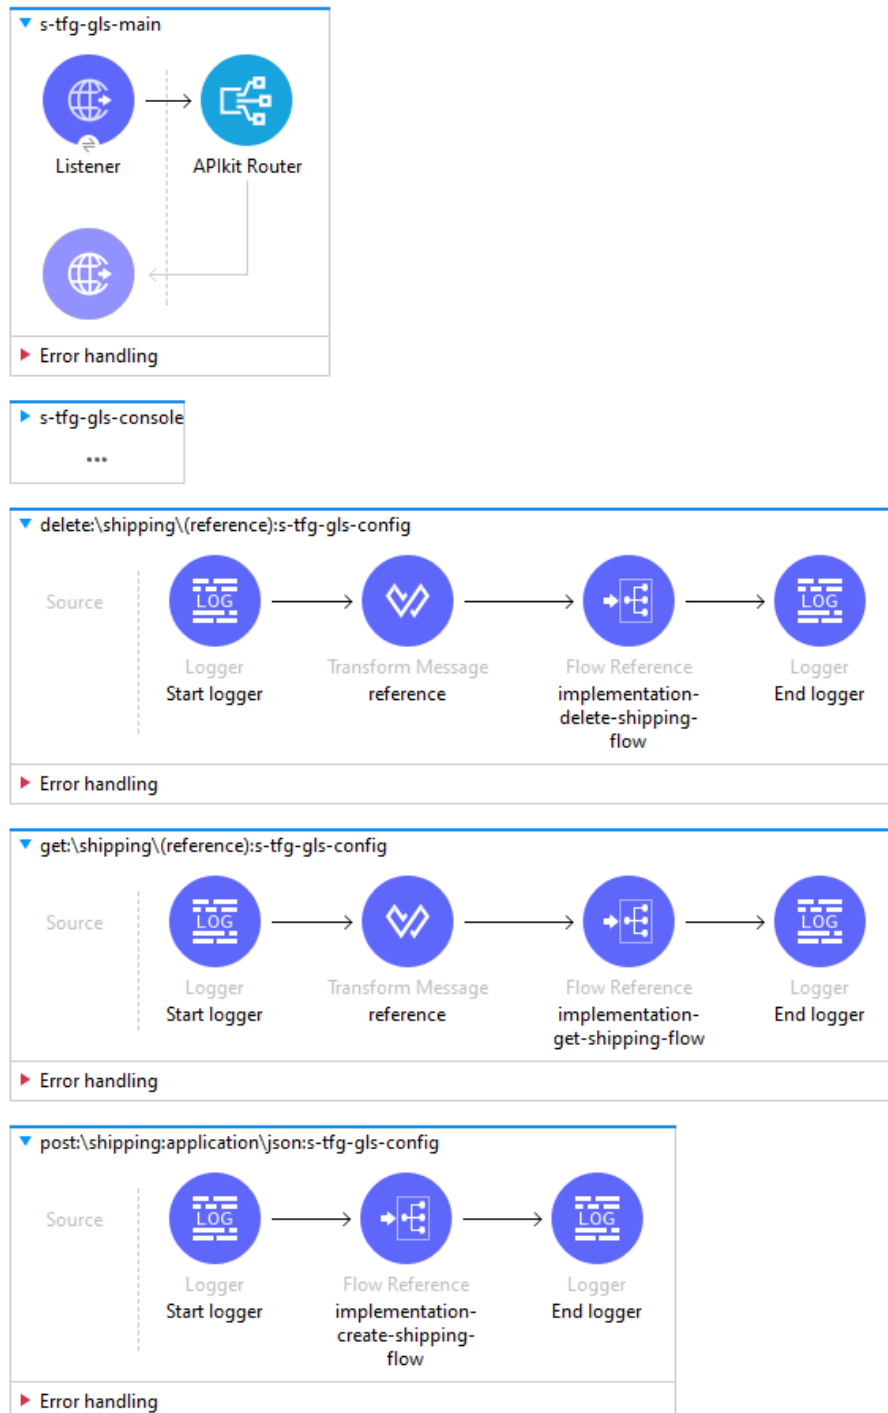 s-tfg-gls-main
Listener
APIkit Router
Error handling
s-tfg-gls-console
...
delete:\shipping\(reference):s-tfg-gls-config
Source
LOG
LOG
Logger
Transform Message
Flow Reference
Logger
Start logger
reference
implementation-
delete-shipping-
flow
End logger
Error handling
get:\shipping\(reference):s-tfg-gls-config
Source
LOG
LOG
Logger
Transform Message
Flow Reference
Logger
Start logger
reference
implementation-
get-shipping-flow
End logger
Error handling
post:\shipping:application\json:s-tfg-gls-config
Source
LOG
LOG
Logger
Flow Reference
Logger
Start logger
implementation-
create-shipping-
flow
End logger
Error handling